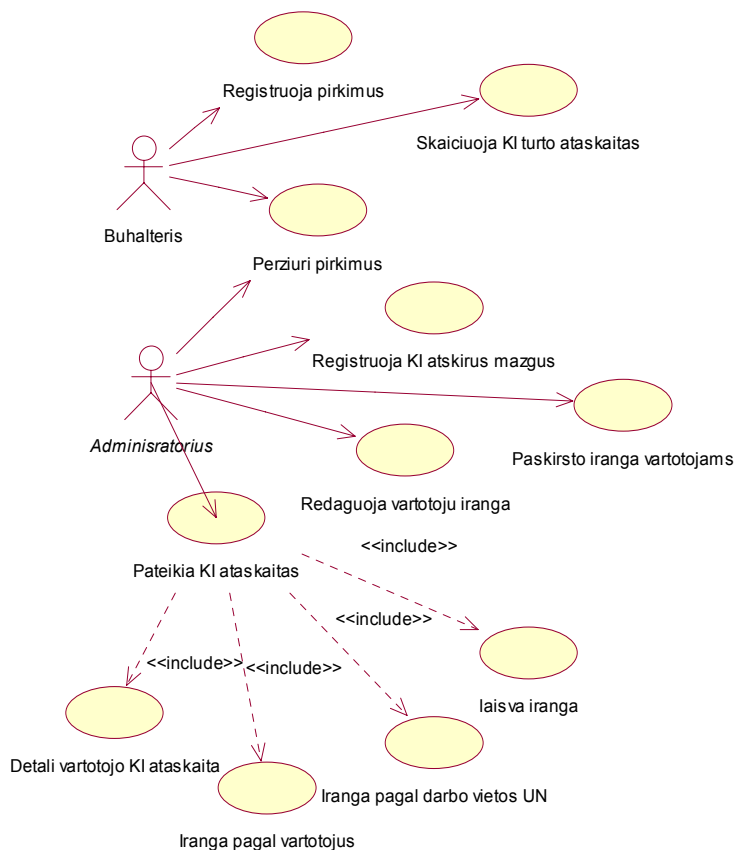 Registruoja pirkimus
Skaiciuoja KI turto ataskaitas
Buhalteris
Perziuri pirkimus
Registruoja KI atskirus mazgus
Adminisratorius
Paskirsto iranga vartotojams
Redaguoja vartotoju iranga
<<include>>
Pateikia KI ataskaitas
<<include>>
<<include>>
<<include>>
laisva iranga
Detali vartotojo KI ataskaita
Iranga pagal darbo vietos UN
Iranga pagal vartotojus